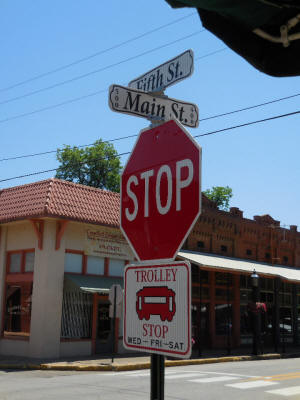 Fifth St.
Main St.
STOP
TROLLEY
STOP
WED-FRI-SAT.